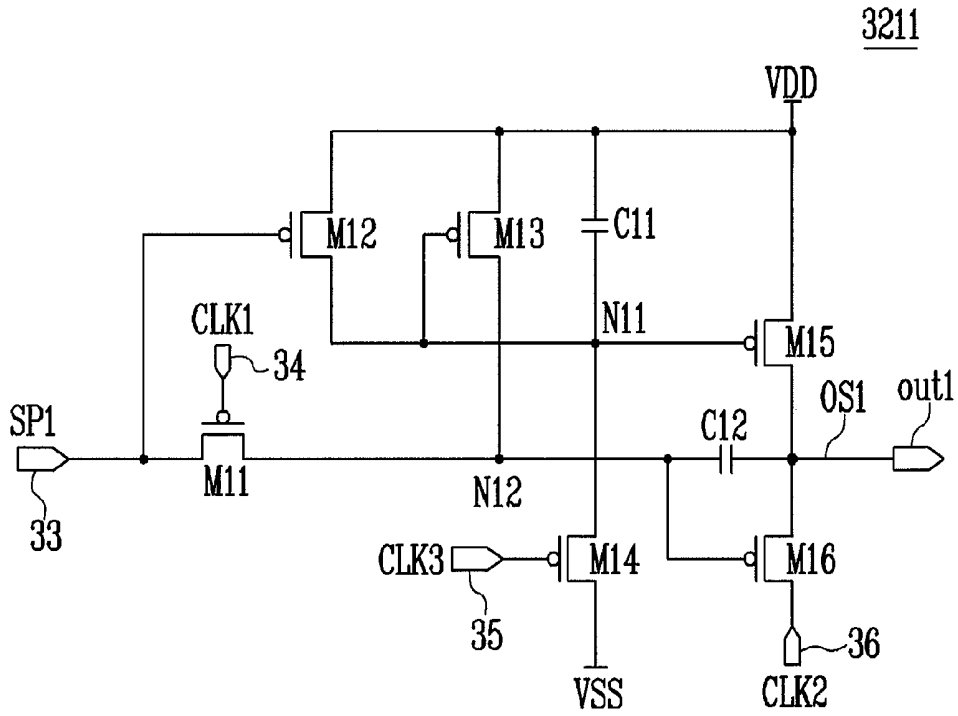 3211
VDD
M12
M13
C11
N11
CLK1
34
M15
SP1
OS1
out1
C12
M11
N12
33
CLK3
M14
M16
35
36
VSS
CLK2